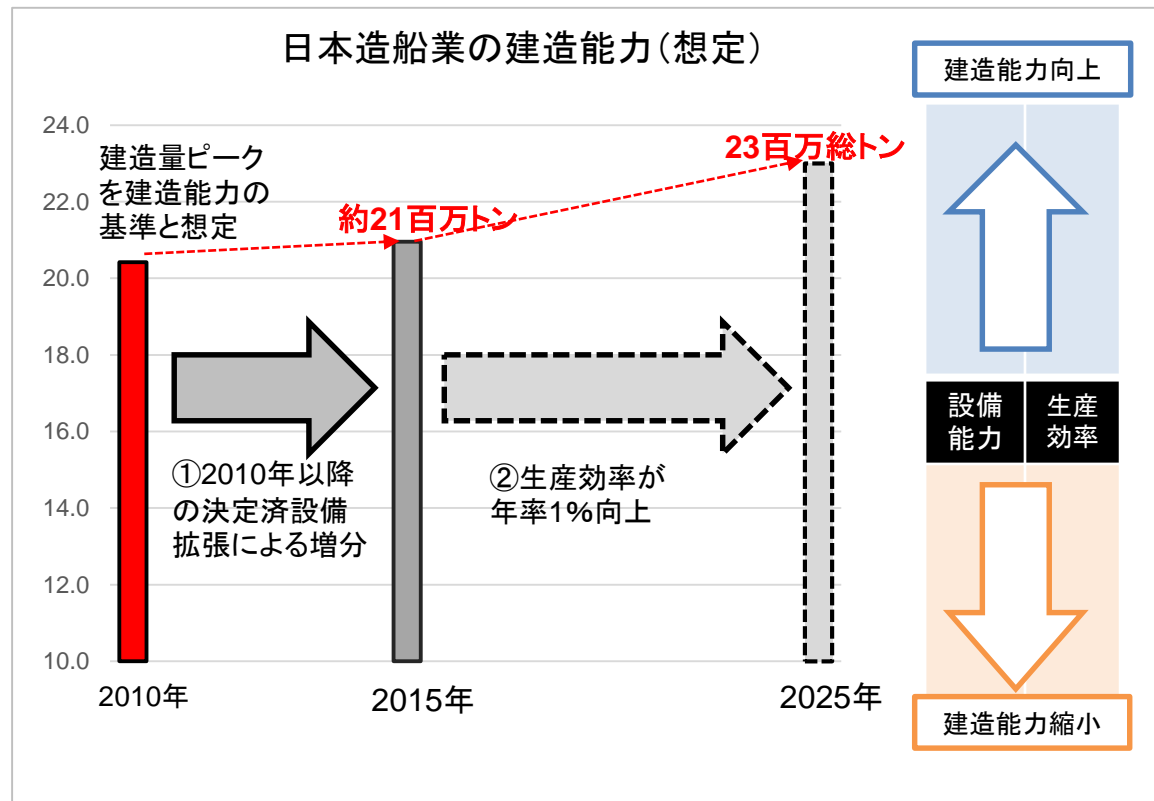 日本造船業の建造能力（想定）
建造能力向上
24.0
22.0
20.0
18.0
16.0
14.0
12.0
10.0
建造量ピーク
を建造能力の
基準と想定
約21百万トン
23百万総トン
①2010年以降
の決定済設備
拡張による増分
②生産効率が
年率1%向上
2010年
2015年
2025年
設備
能力
生産
効率
建造能力縮小